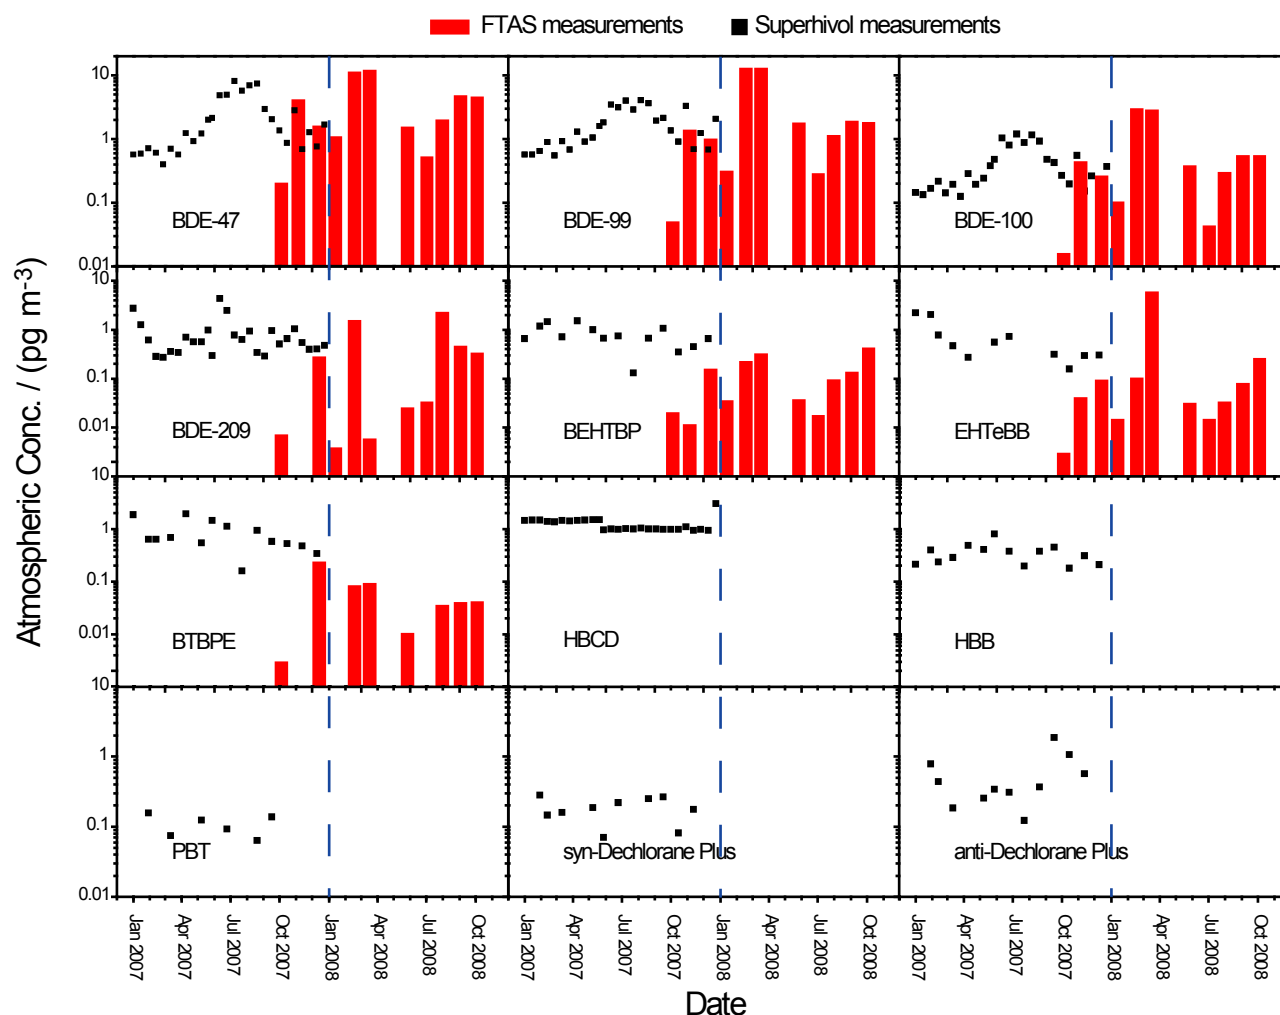 FTAS measurements
Superhivol measurements
Atmospheric Conc. / (pg m-3)
10
1
0.1
0.01
BDE-47
BDE-99
BDE-100
10
1
0.1
0.01
10
BDE-209
BEHTBP
EHTeBB
1
0.1
0.01
10
BTBPE
HBCD
HBB
1
0.1
0.01
PBT
syn-Dechlorane Plus
anti-Dechlorane Plus
Jan 2007
Apr 2007
Jul 2007
Oct 2007
Jan 2008
Apr 2008
Jul 2008
Oct 2008
Jan 2007
Apr 2007
Jul 2007
Oct 2007
Jan 2008
Apr 2008
Jul 2008
Oct 2008
Jan 2007
Apr 2007
Jul 2007
Oct 2007
Jan 2008
Apr 2008
Jul 2008
Oct 2008
Date